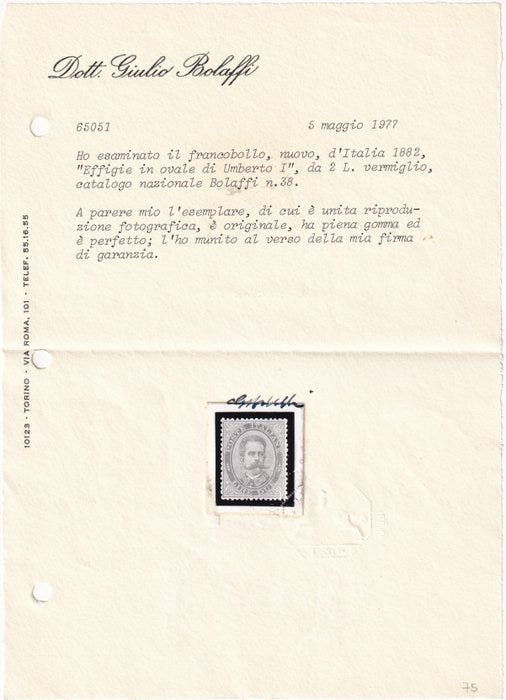 Dott. Giulio Bolaffi
65051
5 maggio 1977
Ho esaminato il francobollo, nuovo, d'Italia 1882,
"Effigie in ovale di Umberto I", da 2 L. vermiglio,
catalogo nazionale Bolaffi n.38.
A parere mio l'esemplare, di cui è unita riprodu-
zione fotografica, è originale, ha piena gomma ed
è perfetto; l'ho munito al verso della mia firma
di garanzia.
10123 - TORINO - VIA ROMA, 101 - TELEF. 55.16.55
75